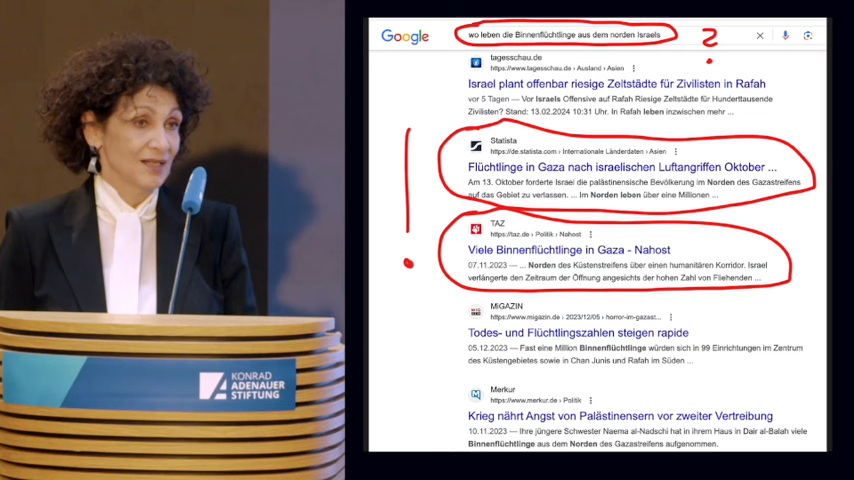 KONRAD
ADENAUER
STIFTUNG
Google
wo leben die Binnenflüchtlinge aus dem norden Israels
?
tagesschau.de
https://www.tagesschau.de › Ausland › Asien
Israel plant offenbar riesige Zeltstädte für Zivilisten in Rafah
vor 5 Tagen — Vor Israels Offensive auf Rafah Riesige Zeltstädte für Hunderttausende
Zivilisten? Stand: 13.02.2024 10:31 Uhr. In Rafah leben inzwischen mehr ...
!
Statista
https://de.statista.com › Internationale Länderdaten › Asien
Flüchtlinge in Gaza nach israelischen Luftangriffen Oktober ...
Am 13. Oktober forderte Israel die palästinensische Bevölkerung im Norden des Gazastreifens
auf das Gebiet zu verlassen. ... Im Norden leben über eine Millionen ...
TAZ
https://taz.de › Politik › Nahost
Viele Binnenflüchtlinge in Gaza - Nahost
07.11.2023 — ... Norden des Küstenstreifens über einen humanitären Korridor. Israel
verlängerte den Zeitraum der Öffnung angesichts der hohen Zahl von Fliehenden ...
MiGAZIN
https://www.migazin.de › 2023/12/05 › horror-im-gazast...
Todes- und Flüchtlingszahlen steigen rapide
05.12.2023 — Fast eine Million Binnenflüchtlinge würden sich in 99 Einrichtungen im Zentrum
des Küstengebietes sowie in Chan Junis und Rafah im Süden ...
Merkur
https://www.merkur.de › Politik
Krieg nährt Angst von Palästinensern vor zweiter Vertreibung
10.11.2023 — Ihre jüngere Schwester Naema al-Nadschi hat in ihrem Haus in Dair al-Balah viele
Binnenflüchtlinge aus dem Norden des Gazastreifens aufgenommen.